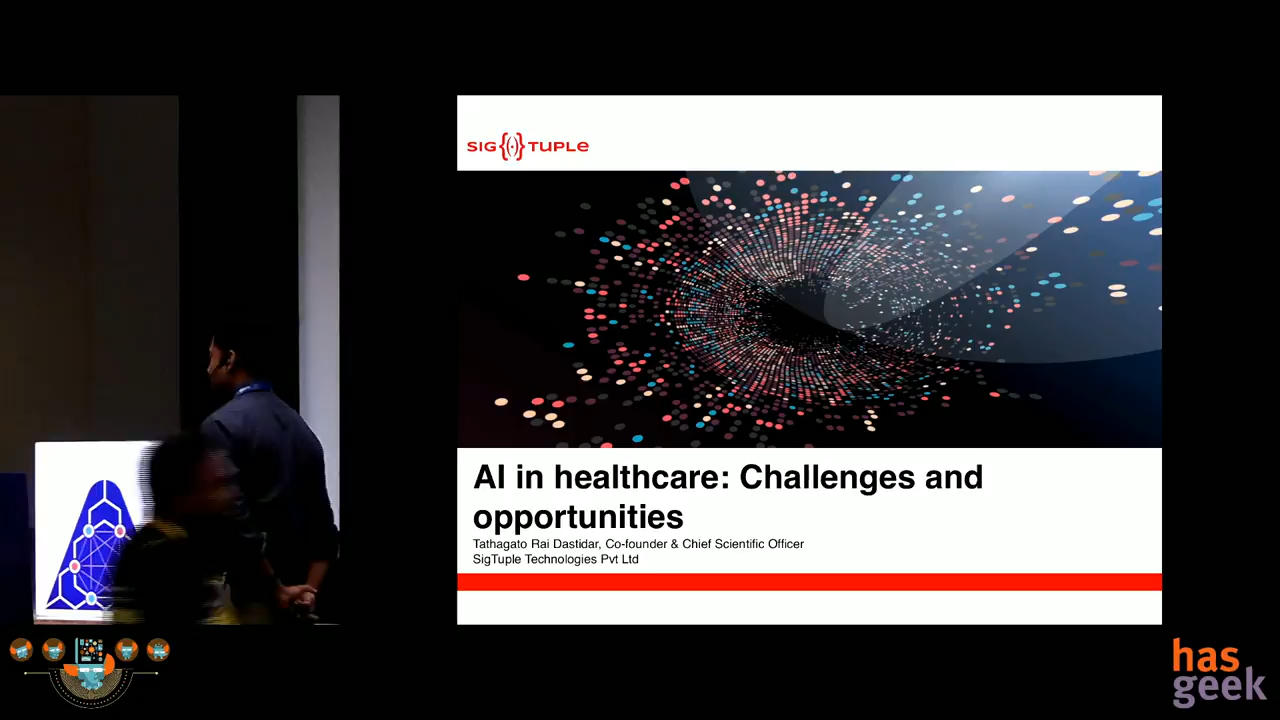 SIG{(·)}TUPLE
AI in healthcare: Challenges and
opportunities
Tathagato Rai Dastidar, Co-founder & Chief Scientific Officer
SigTuple Technologies Pvt Ltd
has
geek